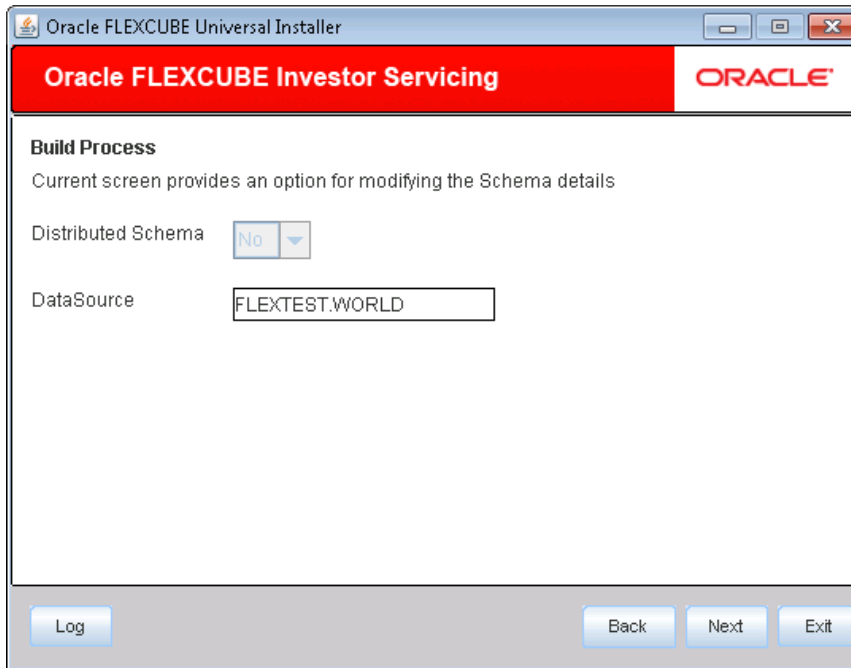 Oracle FLEXCUBE Universal Installer
Oracle FLEXCUBE Investor Servicing
ORACLE
Build Process
Current screen provides an option for modifying the Schema details
Distributed Schema No
DataSource FLEXTEST.WORLD
Log Back Next Exit